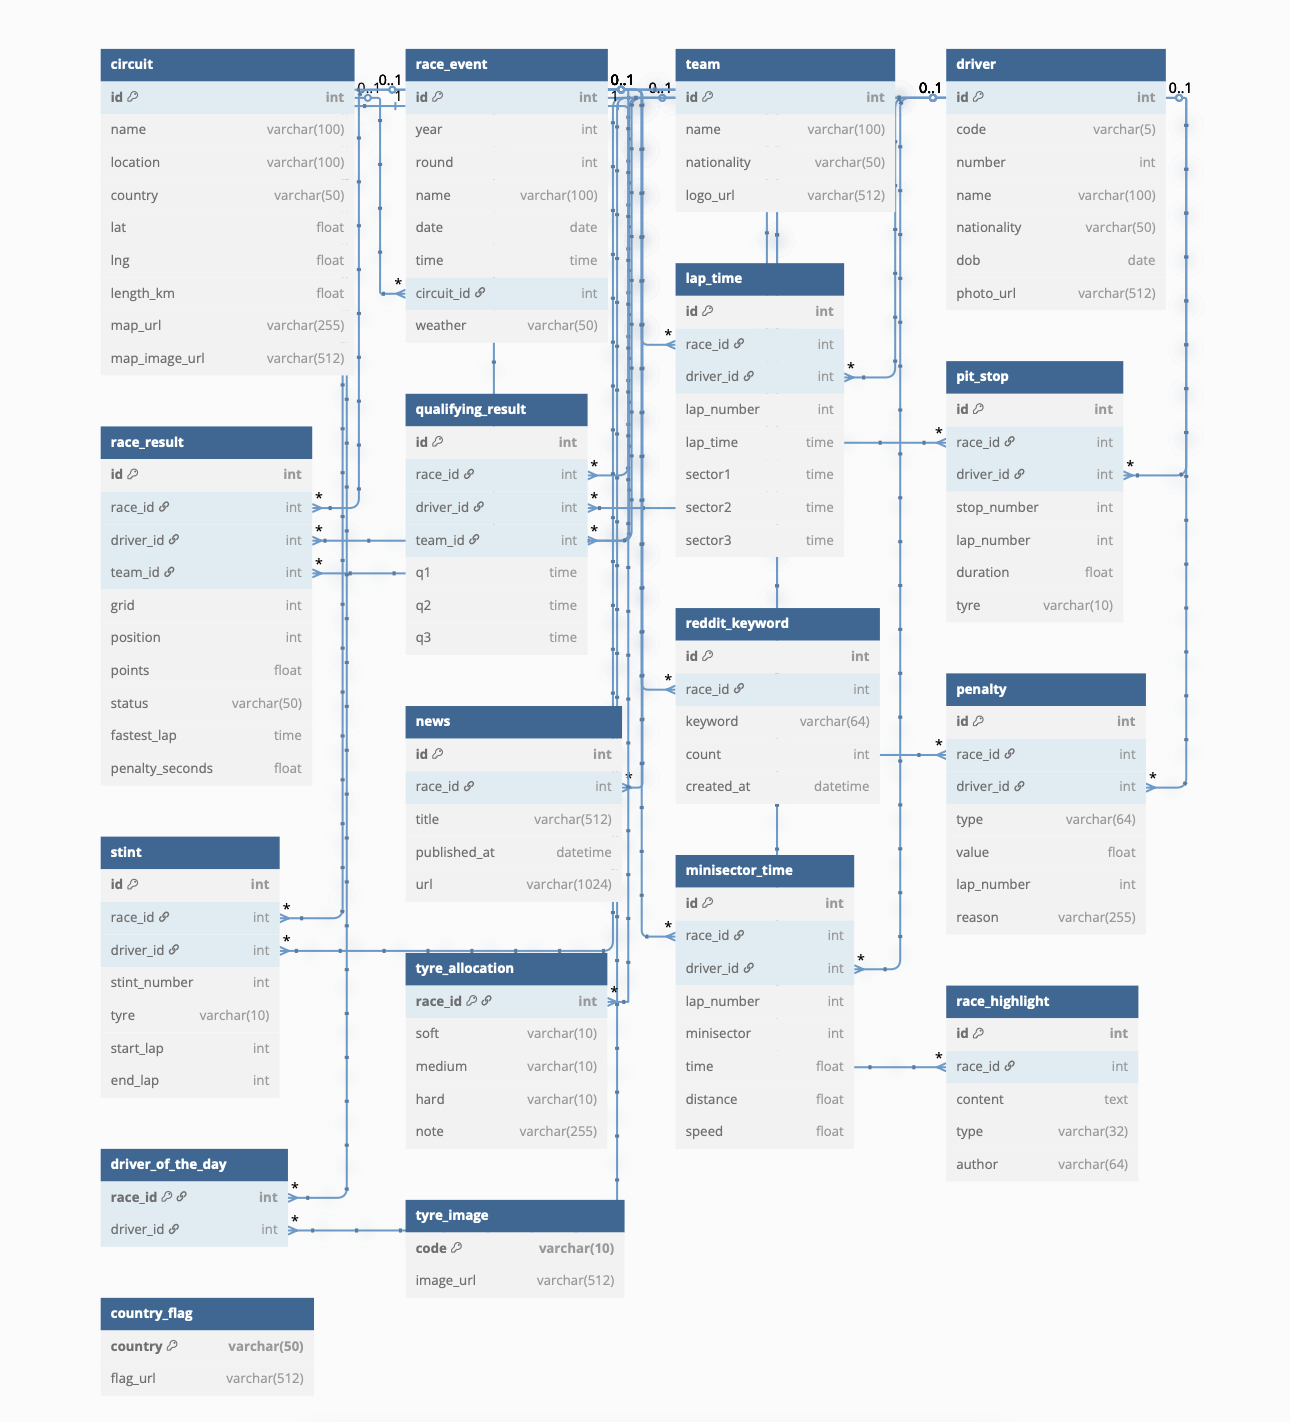 circuit
id int
name varchar(100)
location varchar(100)
country varchar(50)
lat float
lng float
length_km float
map_url varchar(255)
map_image_url varchar(512)
0..1
0..1
1
race_event
id int
year int
round int
name varchar(100)
date date
time time
* circuit_id int
weather varchar(50)
0..1
1
0..1
team
id int
name varchar(100)
nationality varchar(50)
logo_url varchar(512)
0..1
driver
id int
code varchar(5)
number int
name varchar(100)
nationality varchar(50)
dob date
photo_url varchar(512)
0..1
lap_time
id int
* race_id int
driver_id int *
lap_number int
lap_time time
sector1 time
sector2 time
sector3 time
pit_stop
id int
* race_id int
driver_id int *
stop_number int
lap_number int
duration float
tyre varchar(10)
race_result
id int
race_id int *
driver_id int *
team_id int *
grid int
position int
points float
status varchar(50)
fastest_lap time
penalty_seconds float
qualifying_result
id int
race_id int *
driver_id int *
team_id int *
q1 time
q2 time
q3 time
reddit_keyword
id int
* race_id int
keyword varchar(64)
count int
created_at datetime
penalty
id int
* race_id int
driver_id int *
type varchar(64)
value float
lap_number int
reason varchar(255)
news
id int
race_id int *
title varchar(512)
published_at datetime
url varchar(1024)
stint
id int
race_id int *
driver_id int *
stint_number int
tyre varchar(10)
start_lap int
end_lap int
minisector_time
id int
* race_id int
driver_id int *
lap_number int
minisector int
time float
distance float
speed float
tyre_allocation
race_id int *
soft varchar(10)
medium varchar(10)
hard varchar(10)
note varchar(255)
race_highlight
id int
* race_id int
content text
type varchar(32)
author varchar(64)
driver_of_the_day
race_id int *
driver_id int *
tyre_image
code varchar(10)
image_url varchar(512)
country_flag
country varchar(50)
flag_url varchar(512)